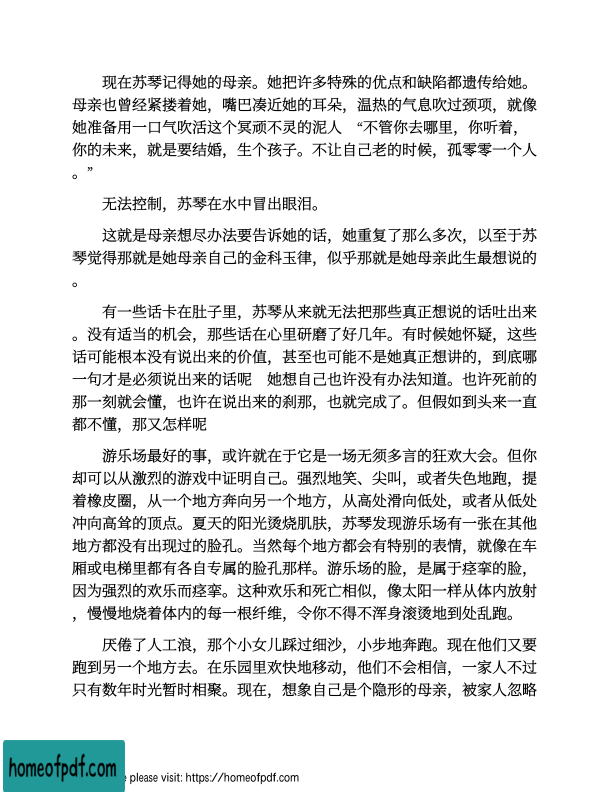 现在苏琴记得她的母亲。她把许多特殊的优点和缺陷都遗传给她。
母亲也曾经紧搂着她，嘴巴凑近她的耳朵，温热的气息吹过颈项，就像
她准备用一口气吹活这个冥顽不灵的泥人　“不管你去哪里，你听着，
你的未来，就是要结婚，生个孩子。不让自己老的时候，孤零零一个人
。”
无法控制，苏琴在水中冒出眼泪。
这就是母亲想尽办法要告诉她的话，她重复了那么多次，以至于苏
琴觉得那就是她母亲自己的金科玉律，似乎那就是她母亲此生最想说的
。
有一些话卡在肚子里，苏琴从来就无法把那些真正想说的话吐出来
。没有适当的机会，那些话在心里研磨了好几年。有时候她怀疑，这些
话可能根本没有说出来的价值，甚至也可能不是她真正想讲的，到底哪
一句才是必须说出来的话呢　她想自己也许没有办法知道。也许死前的
那一刻就会懂，也许在说出来的刹那，也就完成了。但假如到头来一直
都不懂，那又怎样呢
游乐场最好的事，或许就在于它是一场无须多言的狂欢大会。但你
却可以从激烈的游戏中证明自己。强烈地笑、尖叫，或者失色地跑，提
着橡皮圈，从一个地方奔向另一个地方，从高处滑向低处，或者从低处
冲向高耸的顶点。夏天的阳光烫烧肌肤，苏琴发现游乐场有一张在其他
地方都没有出现过的脸孔。当然每个地方都会有特别的表情，就像在车
厢或电梯里都有各自专属的脸孔那样。游乐场的脸，是属于痉挛的脸，
因为强烈的欢乐而痉挛。这种欢乐和死亡相似，像太阳一样从体内放射
，慢慢地烧着体内的每一根纤维，令你不得不浑身滚烫地到处乱跑。
厌倦了人工浪，那个小女儿踩过细沙，小步地奔跑。现在他们又要
跑到另一个地方去。在乐园里欢快地移动，他们不会相信，一家人不过
只有数年时光暂时相聚。现在，想象自己是个隐形的母亲，被家人忽略
homeofpdf.com
please visit: https://homeofpdf.com